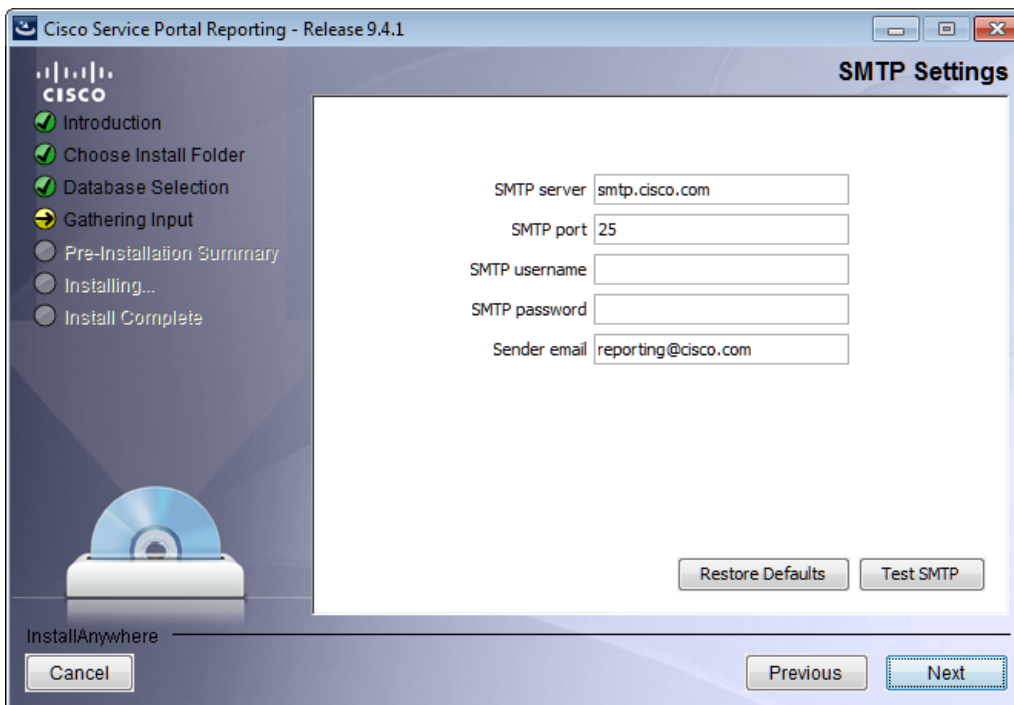 Cisco Service Portal Reporting - Release 9.4.1
SMTP Settings
CISCO
Introduction
Choose Install Folder
Database Selection
Gathering Input
Pre-Installation Summary
Installing...
Install Complete
SMTP server smtp.cisco.com
SMTP port 25
SMTP username
SMTP password
Sender email reporting@cisco.com
Restore Defaults Test SMTP
InstallAnywhere
Cancel Previous Next